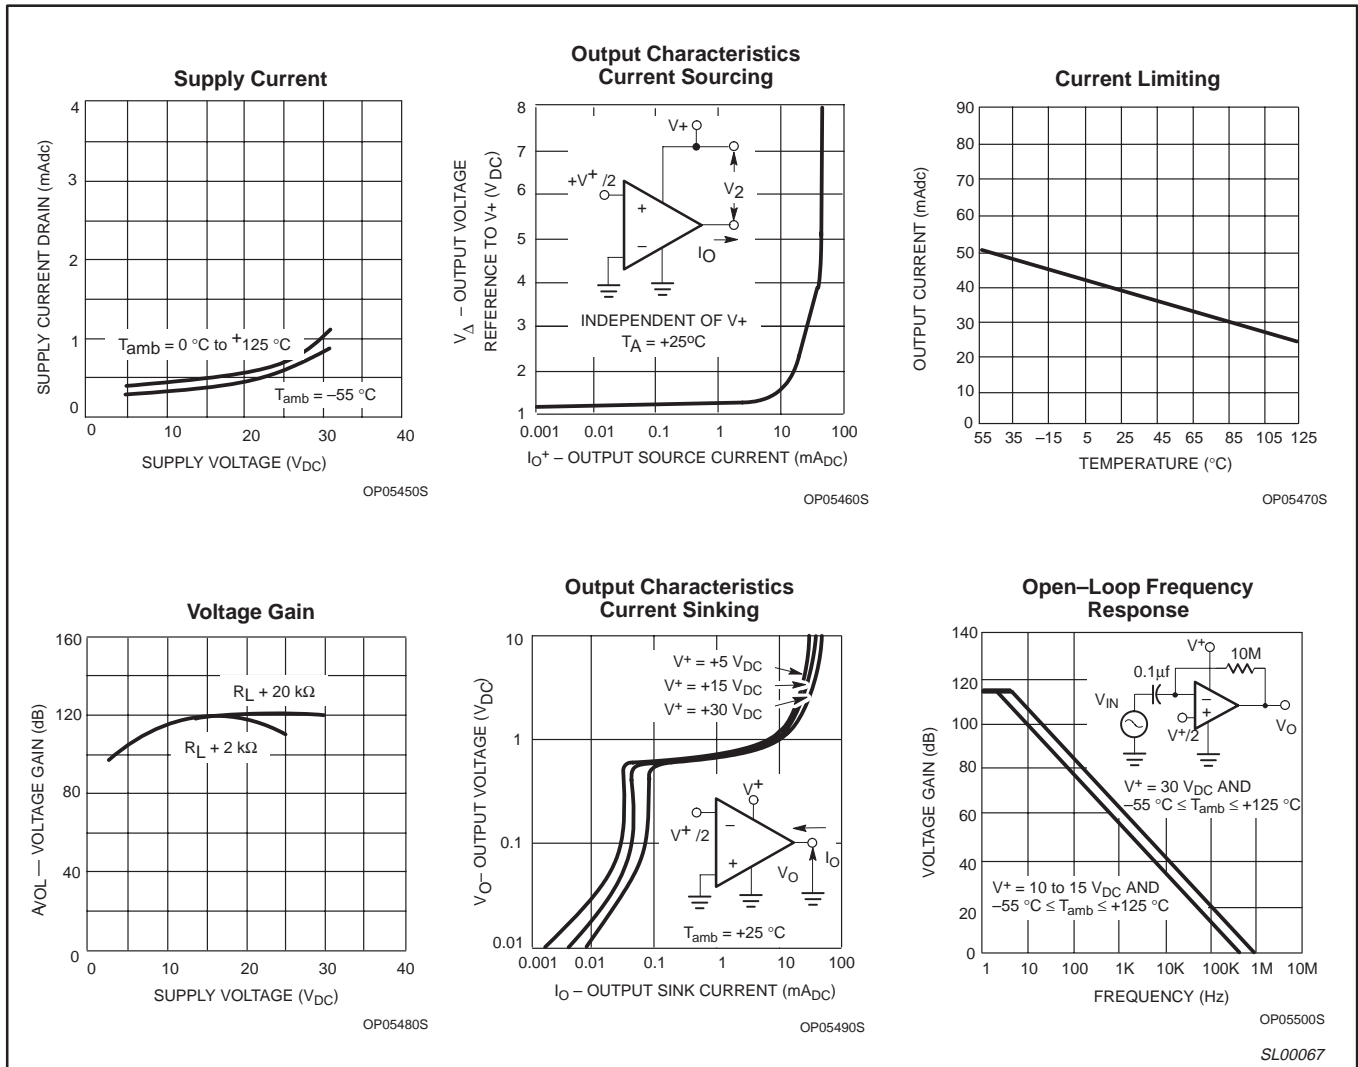 Supply Current
4
3
2
1
0
SUPPLY CURRENT DRAIN (mAdc)
Tamb = 0 °C to +125 °C
Tamb = –55 °C
0 10 20 30 40
SUPPLY VOLTAGE (VDC)
OP05450S
Output Characteristics
Current Sourcing
8
7
6
5
4
3
2
1
V∆ – OUTPUT VOLTAGE
REFERENCE TO V+ (VDC)
V+
+V+ /2
+
–
V2
IO
INDEPENDENT OF V+
TA = +25oC
0.001 0.01 0.1 1 10 100
IO+ – OUTPUT SOURCE CURRENT (mADC)
OP05460S
Current Limiting
90
80
70
60
50
40
30
20
10
0
OUTPUT CURRENT (mAdc)
55 35 –15 5 25 45 65 85 105 125
TEMPERATURE (°C)
OP05470S
Voltage Gain
160
120
80
40
0
AVOL — VOLTAGE GAIN (dB)
RL + 20 kΩ
RL + 2 kΩ
0 10 20 30 40
SUPPLY VOLTAGE (VDC)
OP05480S
Output Characteristics
Current Sinking
10
1
0.1
0.01
VO– OUTPUT VOLTAGE (VDC)
V+ = +5 VDC
V+ = +15 VDC
V+ = +30 VDC
V+
V+ /2
–
+
VO
IO
Tamb = +25 °C
0.001 0.01 0.1 1 10 100
IO – OUTPUT SINK CURRENT (mADC)
OP05490S
Open–Loop Frequency
Response
140
120
100
80
60
40
20
0
VOLTAGE GAIN (dB)
V+
10M
0.1µf
VIN
–
+
V+/2
VO
V+ = 30 VDC AND
–55 °C ≤ Tamb ≤ +125 °C
V+ = 10 to 15 VDC AND
–55 °C ≤ Tamb ≤ +125 °C
1 10 100 1K 10K 100K 1M 10M
FREQUENCY (Hz)
OP05500S
SL00067